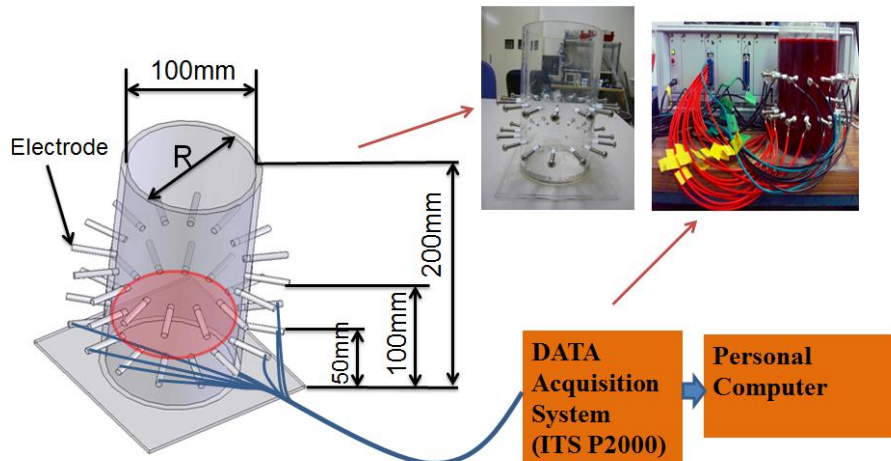 100mm
Electrode
R
200mm
100mm
50mm
DATA
Acquisition
System
(ITS P2000)
Personal
Computer